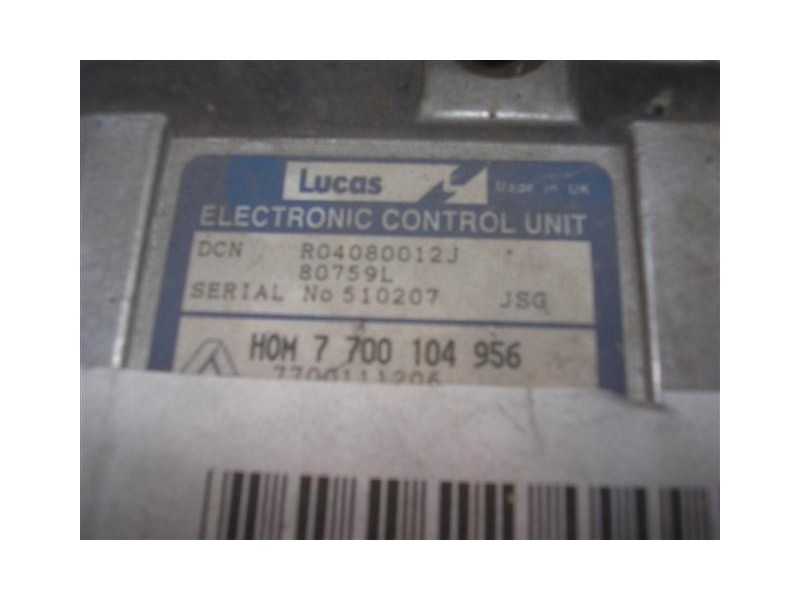 Lucas Made in UK
ELECTRONIC CONTROL UNIT
DCN R04080012J
80759L
SERIAL No 510207 JSG
HOM 7 700 104 956
7700111206